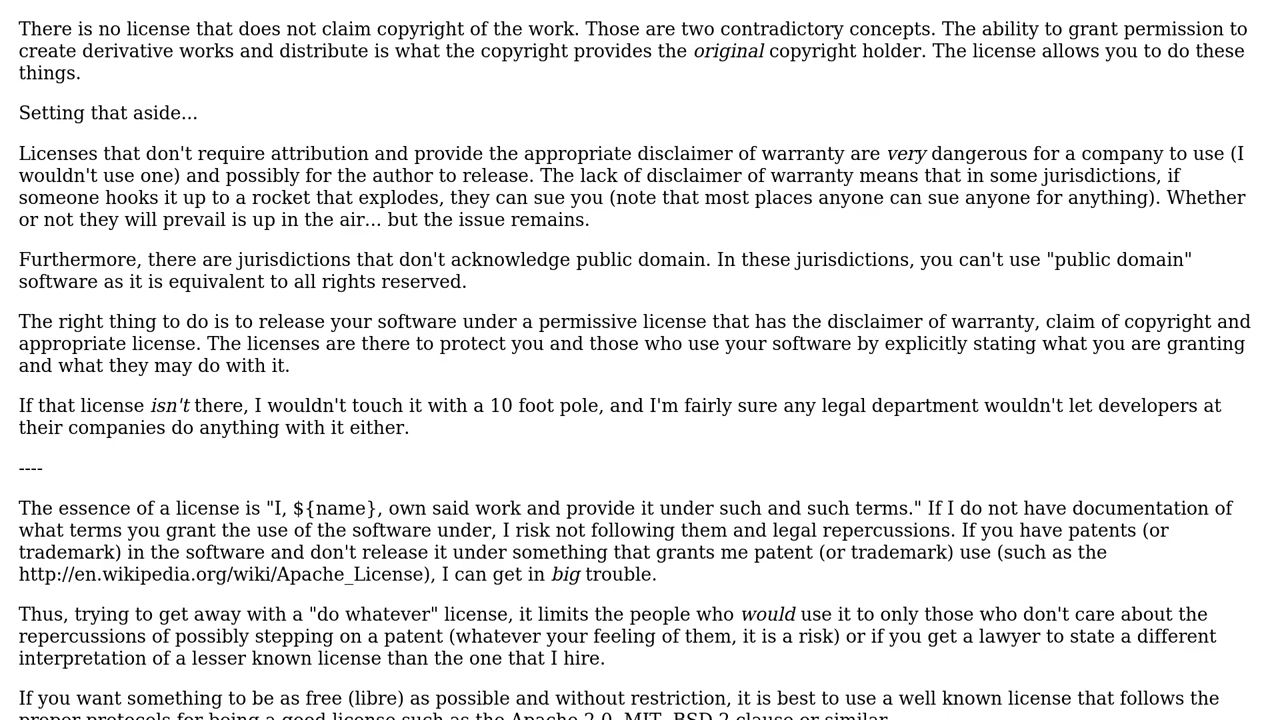 There is no license that does not claim copyright of the work. Those are two contradictory concepts. The ability to grant permission to
create derivative works and distribute is what the copyright provides the original copyright holder. The license allows you to do these
things.
Setting that aside...
Licenses that don't require attribution and provide the appropriate disclaimer of warranty are very dangerous for a company to use (I
wouldn't use one) and possibly for the author to release. The lack of disclaimer of warranty means that in some jurisdictions, if
someone hooks it up to a rocket that explodes, they can sue you (note that most places anyone can sue anyone for anything). Whether
or not they will prevail is up in the air... but the issue remains.
Furthermore, there are jurisdictions that don't acknowledge public domain. In these jurisdictions, you can't use "public domain"
software as it is equivalent to all rights reserved.
The right thing to do is to release your software under a permissive license that has the disclaimer of warranty, claim of copyright and
appropriate license. The licenses are there to protect you and those who use your software by explicitly stating what you are granting
and what they may do with it.
If that license isn't there, I wouldn't touch it with a 10 foot pole, and I'm fairly sure any legal department wouldn't let developers at
their companies do anything with it either.
----
The essence of a license is "I, ${name}, own said work and provide it under such and such terms." If I do not have documentation of
what terms you grant the use of the software under, I risk not following them and legal repercussions. If you have patents (or
trademark) in the software and don't release it under something that grants me patent (or trademark) use (such as the
http://en.wikipedia.org/wiki/Apache_License), I can get in big trouble.
Thus, trying to get away with a "do whatever" license, it limits the people who would use it to only those who don't care about the
repercussions of possibly stepping on a patent (whatever your feeling of them, it is a risk) or if you get a lawyer to state a different
interpretation of a lesser known license than the one that I hire.
If you want something to be as free (libre) as possible and without restriction, it is best to use a well known license that follows the
proper protocols for being a good license such as the Apache 2.0, MIT, BSD 2 clause or similar.